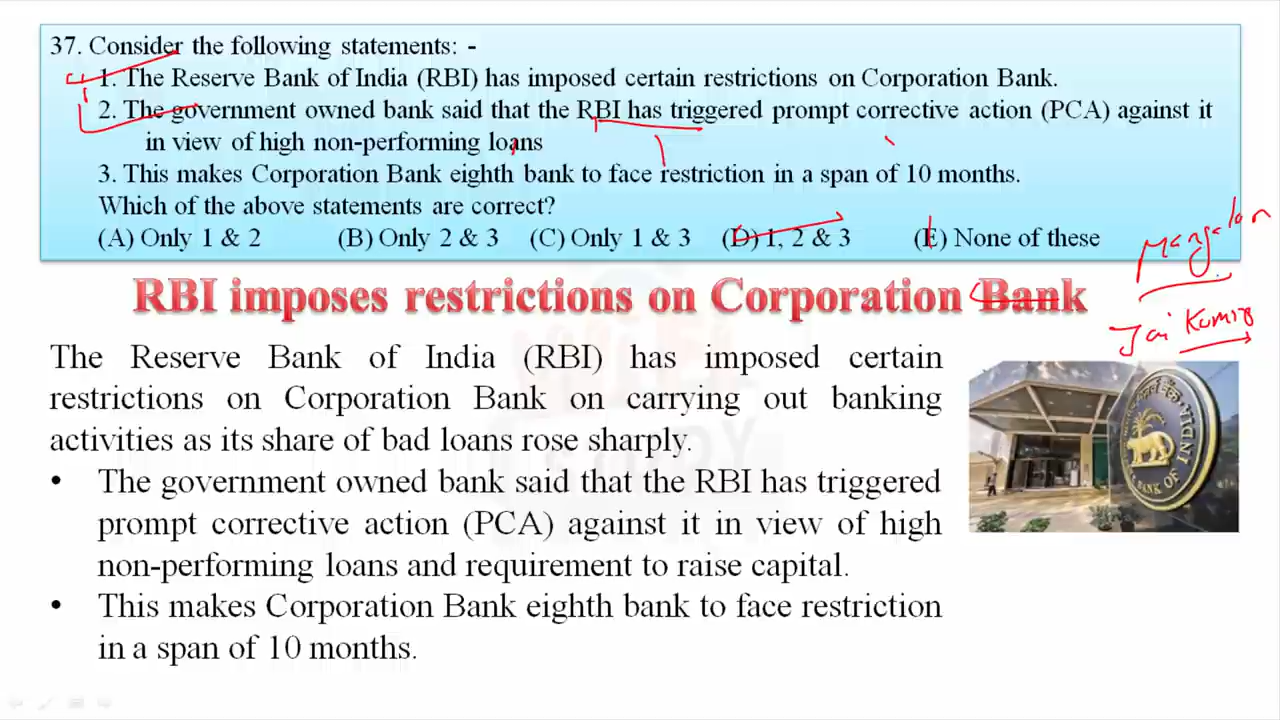 37. Consider the following statements: -
1. The Reserve Bank of India (RBI) has imposed certain restrictions on Corporation Bank.
2. The government owned bank said that the RBI has triggered prompt corrective action (PCA) against it
in view of high non-performing loans
3. This makes Corporation Bank eighth bank to face restriction in a span of 10 months.
Which of the above statements are correct?
(A) Only 1 & 2 (B) Only 2 & 3 (C) Only 1 & 3 (D) 1, 2 & 3 (E) None of these
RBI imposes restrictions on Corporation Bank
Jai Kumar
The Reserve Bank of India (RBI) has imposed certain
restrictions on Corporation Bank on carrying out banking
activities as its share of bad loans rose sharply.
• The government owned bank said that the RBI has triggered
prompt corrective action (PCA) against it in view of high
non-performing loans and requirement to raise capital.
• This makes Corporation Bank eighth bank to face restriction
in a span of 10 months.